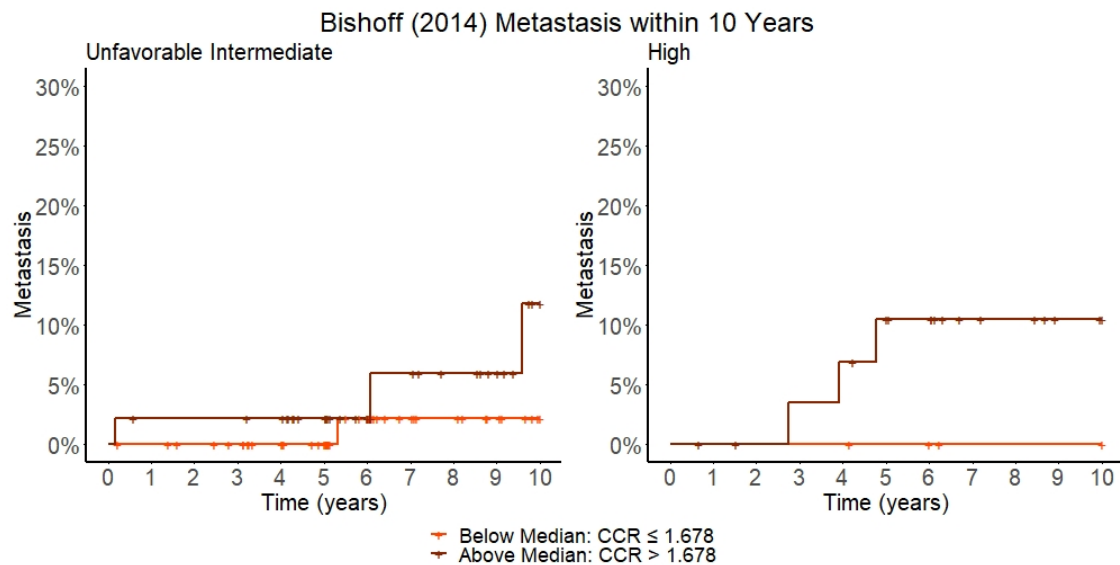 Bishoff (2014) Metastasis within 10 Years
Unfavorable Intermediate
30%
25%
20%
15%
10%
5%
0%
Metastasis
0 1 2 3 4 5 6 7 8 9 10
Time (years)
High
30%
25%
20%
15%
10%
5%
0%
Metastasis
0 1 2 3 4 5 6 7 8 9 10
Time (years)
Below Median: CCR ≤ 1.678
Above Median: CCR > 1.678